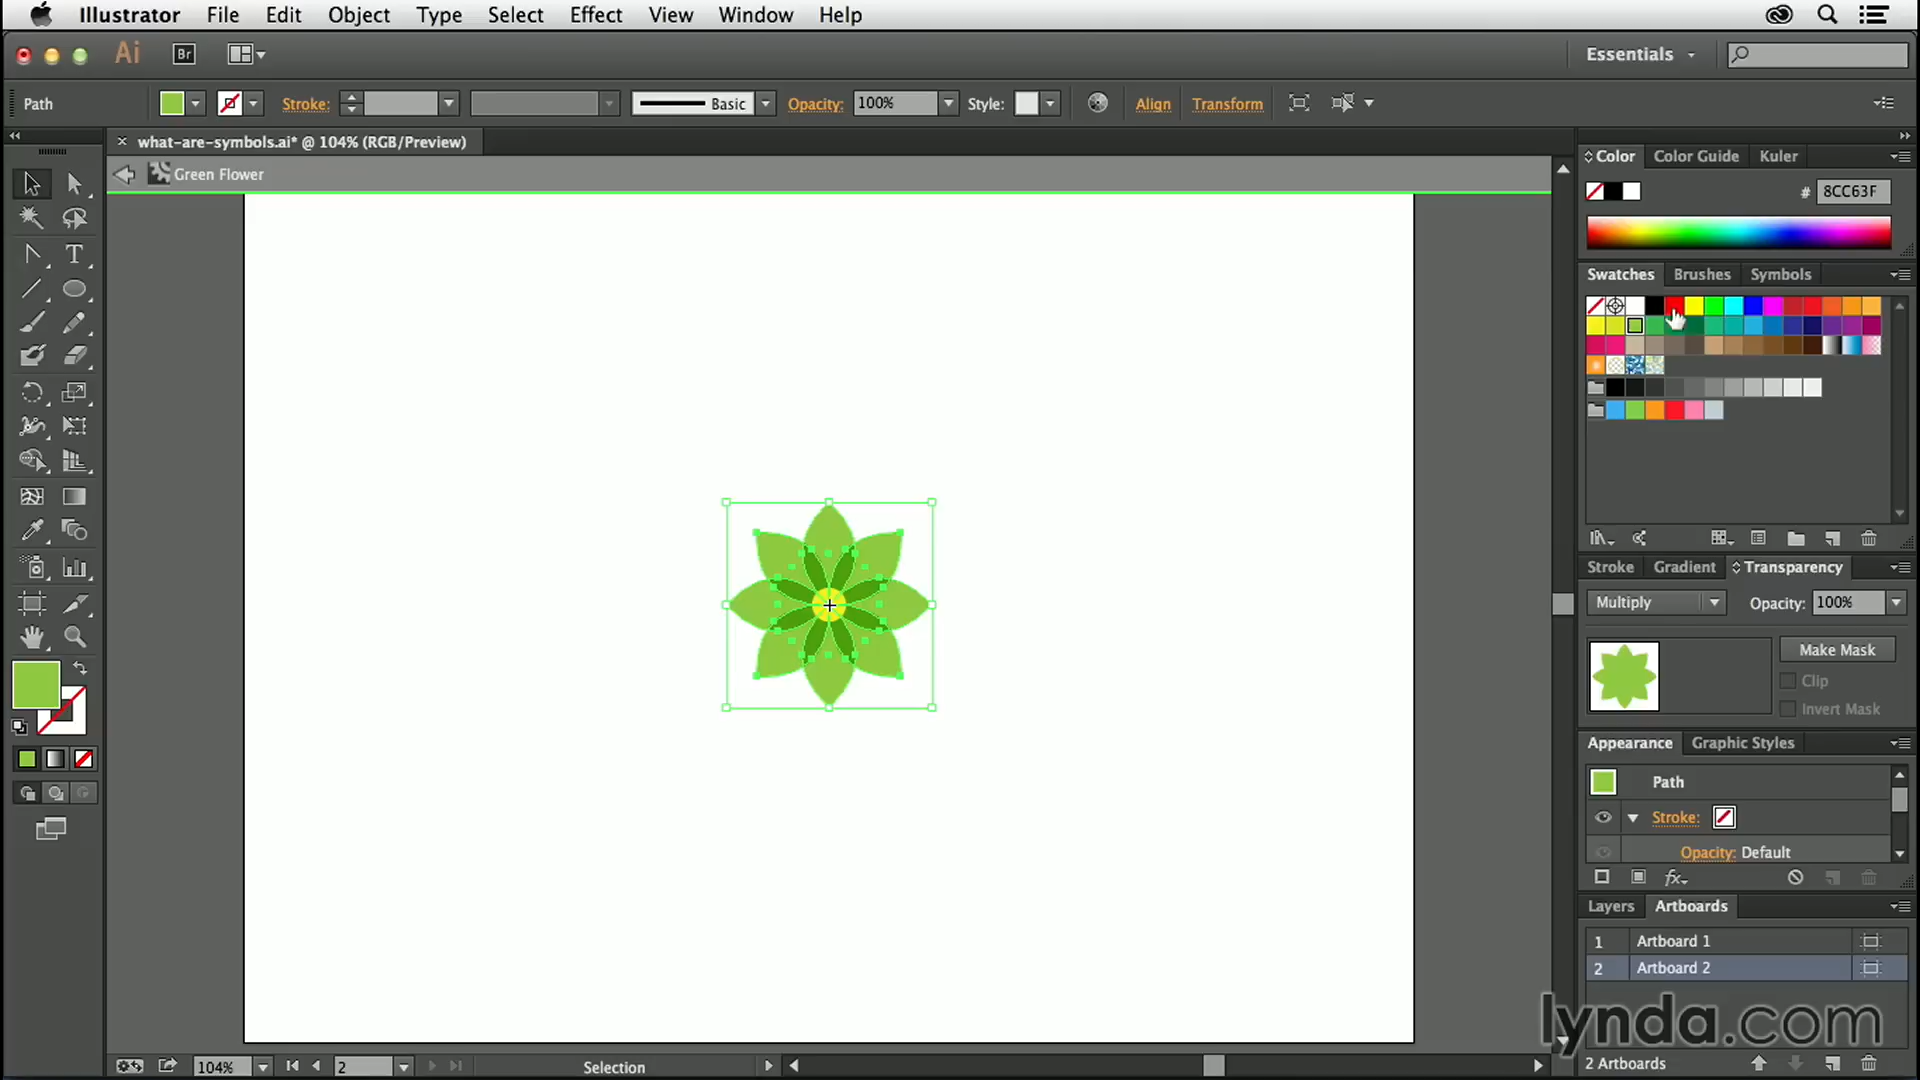 Illustrator File Edit Object Type Select Effect View Window Help
Ai Br Essentials
Path Stroke: Basic Opacity: 100% Style: Align Transform
what-are-symbols.ai* @ 104% (RGB/Preview)
Green Flower
Color Color Guide Kuler
# 8CC63F
Swatches Brushes Symbols
Stroke Gradient Transparency
Multiply Opacity: 100%
Make Mask
Clip
Invert Mask
Appearance Graphic Styles
Path
Stroke:
Opacity: Default
fx
Layers Artboards
1 Artboard 1
2 Artboard 2
lynda.com
104% 2 Selection 2 Artboards